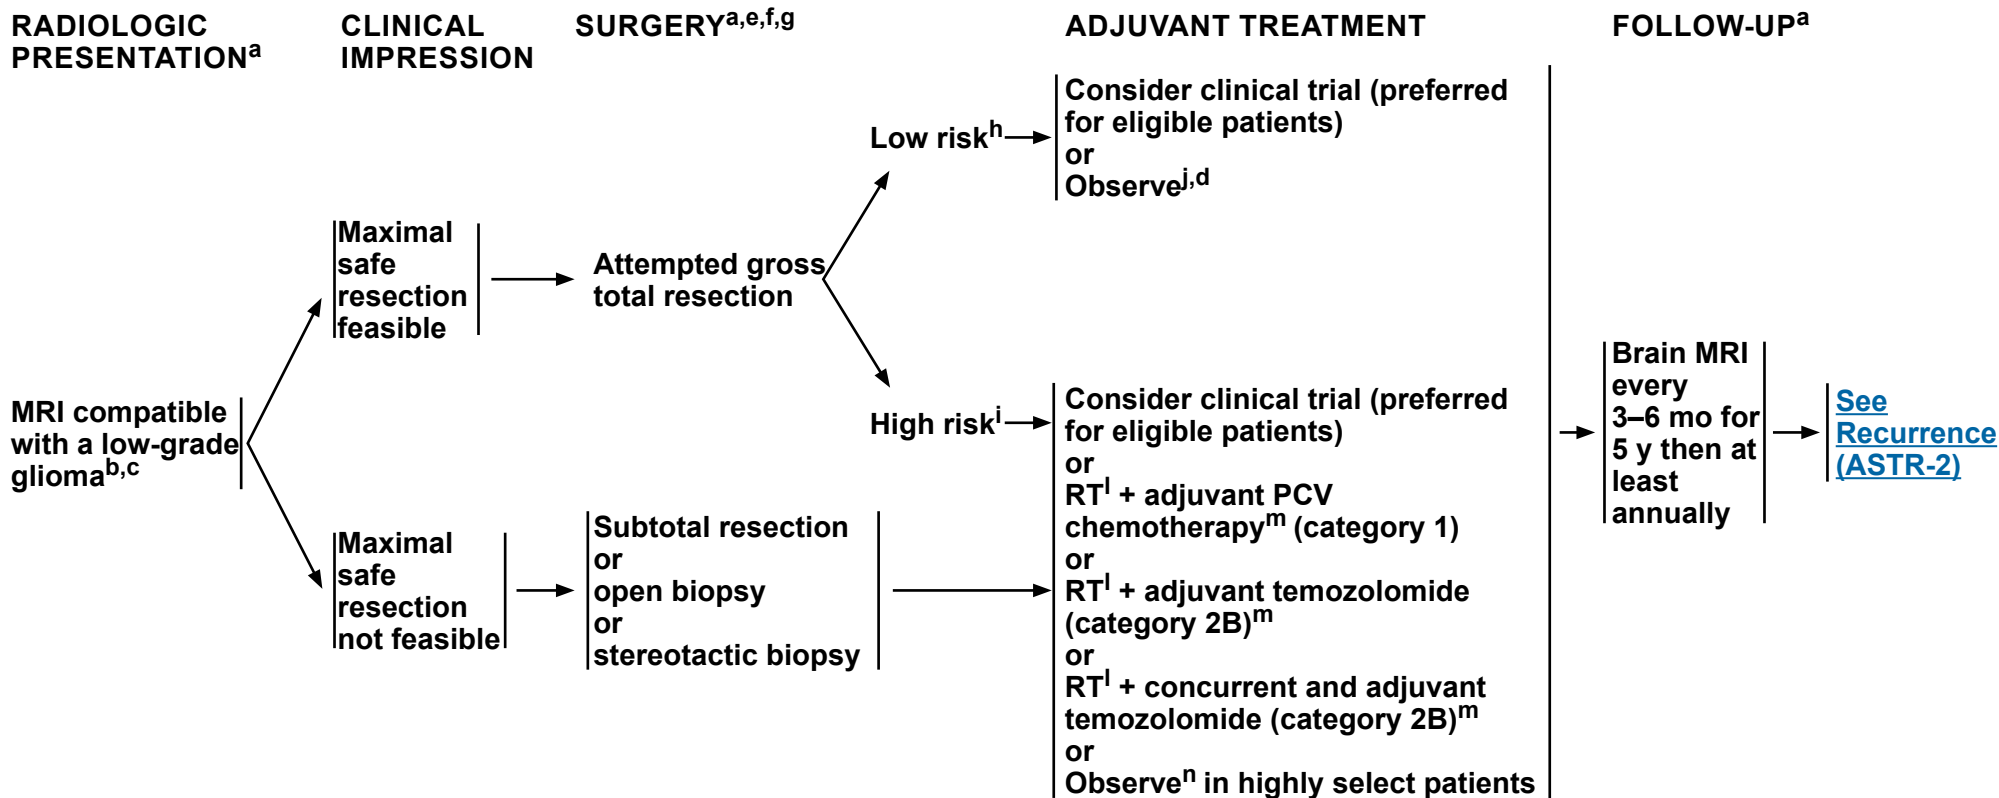 RADIOLOGIC
PRESENTATIONᵃ
CLINICAL
IMPRESSION
SURGERYᵃ,ᵉ,ᶠ,ᵍ
ADJUVANT TREATMENT
FOLLOW-UPᵃ
MRI compatible
with a low-grade
gliomaᵇ,ᶜ
Maximal
safe
resection
feasible
Attempted gross
total resection
Low riskʰ
Consider clinical trial (preferred
for eligible patients)
or
Observeʲ,ᵈ
High riskⁱ
Maximal
safe
resection
not feasible
Subtotal resection
or
open biopsy
or
stereotactic biopsy
Consider clinical trial (preferred
for eligible patients)
or
RTˡ + adjuvant PCV
chemotherapyᵐ (category 1)
or
RTˡ + adjuvant temozolomide
(category 2B)ᵐ
or
RTˡ + concurrent and adjuvant
temozolomide (category 2B)ᵐ
or
Observeⁿ in highly select patients
Brain MRI
every
3–6 mo for
5 y then at
least
annually
See
Recurrence
(ASTR-2)